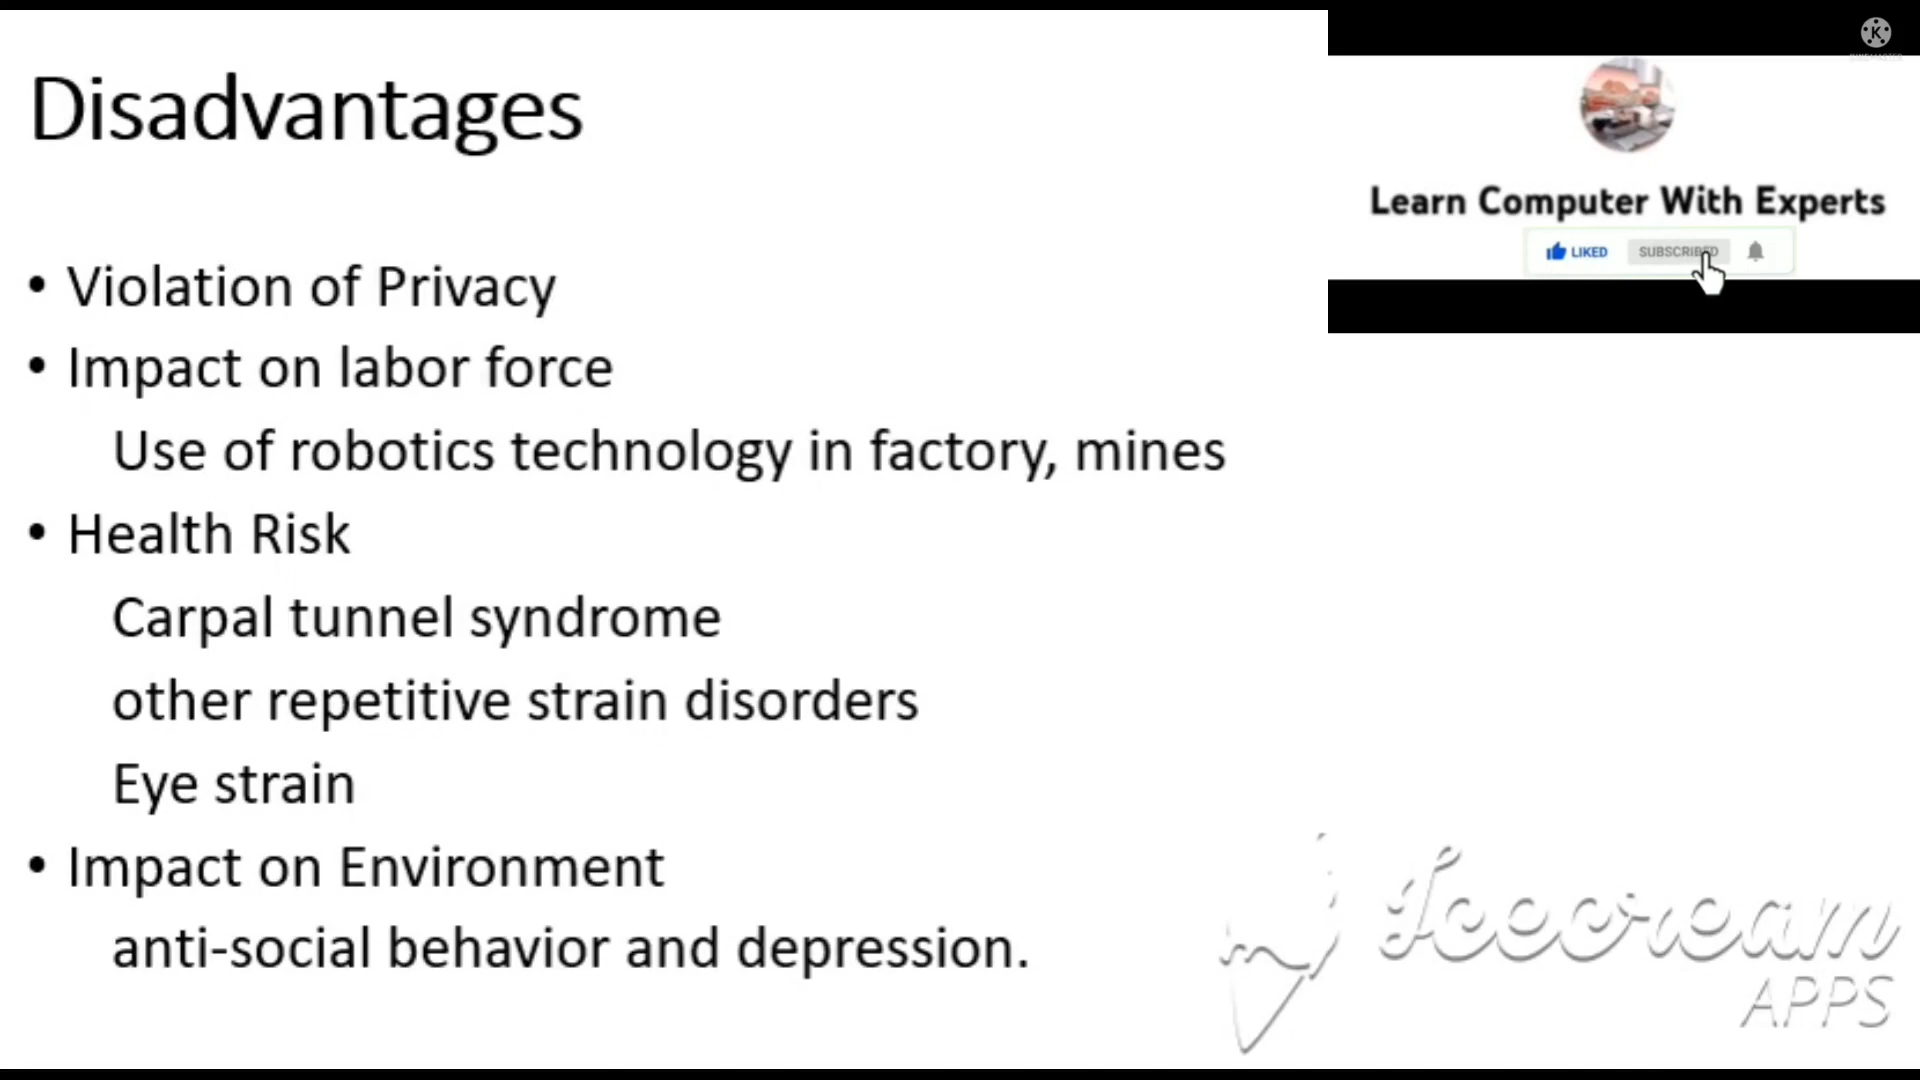 Disadvantages
• Violation of Privacy
• Impact on labor force
Use of robotics technology in factory, mines
• Health Risk
Carpal tunnel syndrome
other repetitive strain disorders
Eye strain
• Impact on Environment
anti-social behavior and depression.
K
Learn Computer With Experts
LIKED
SUBSCRIBED
Icecream
APPS